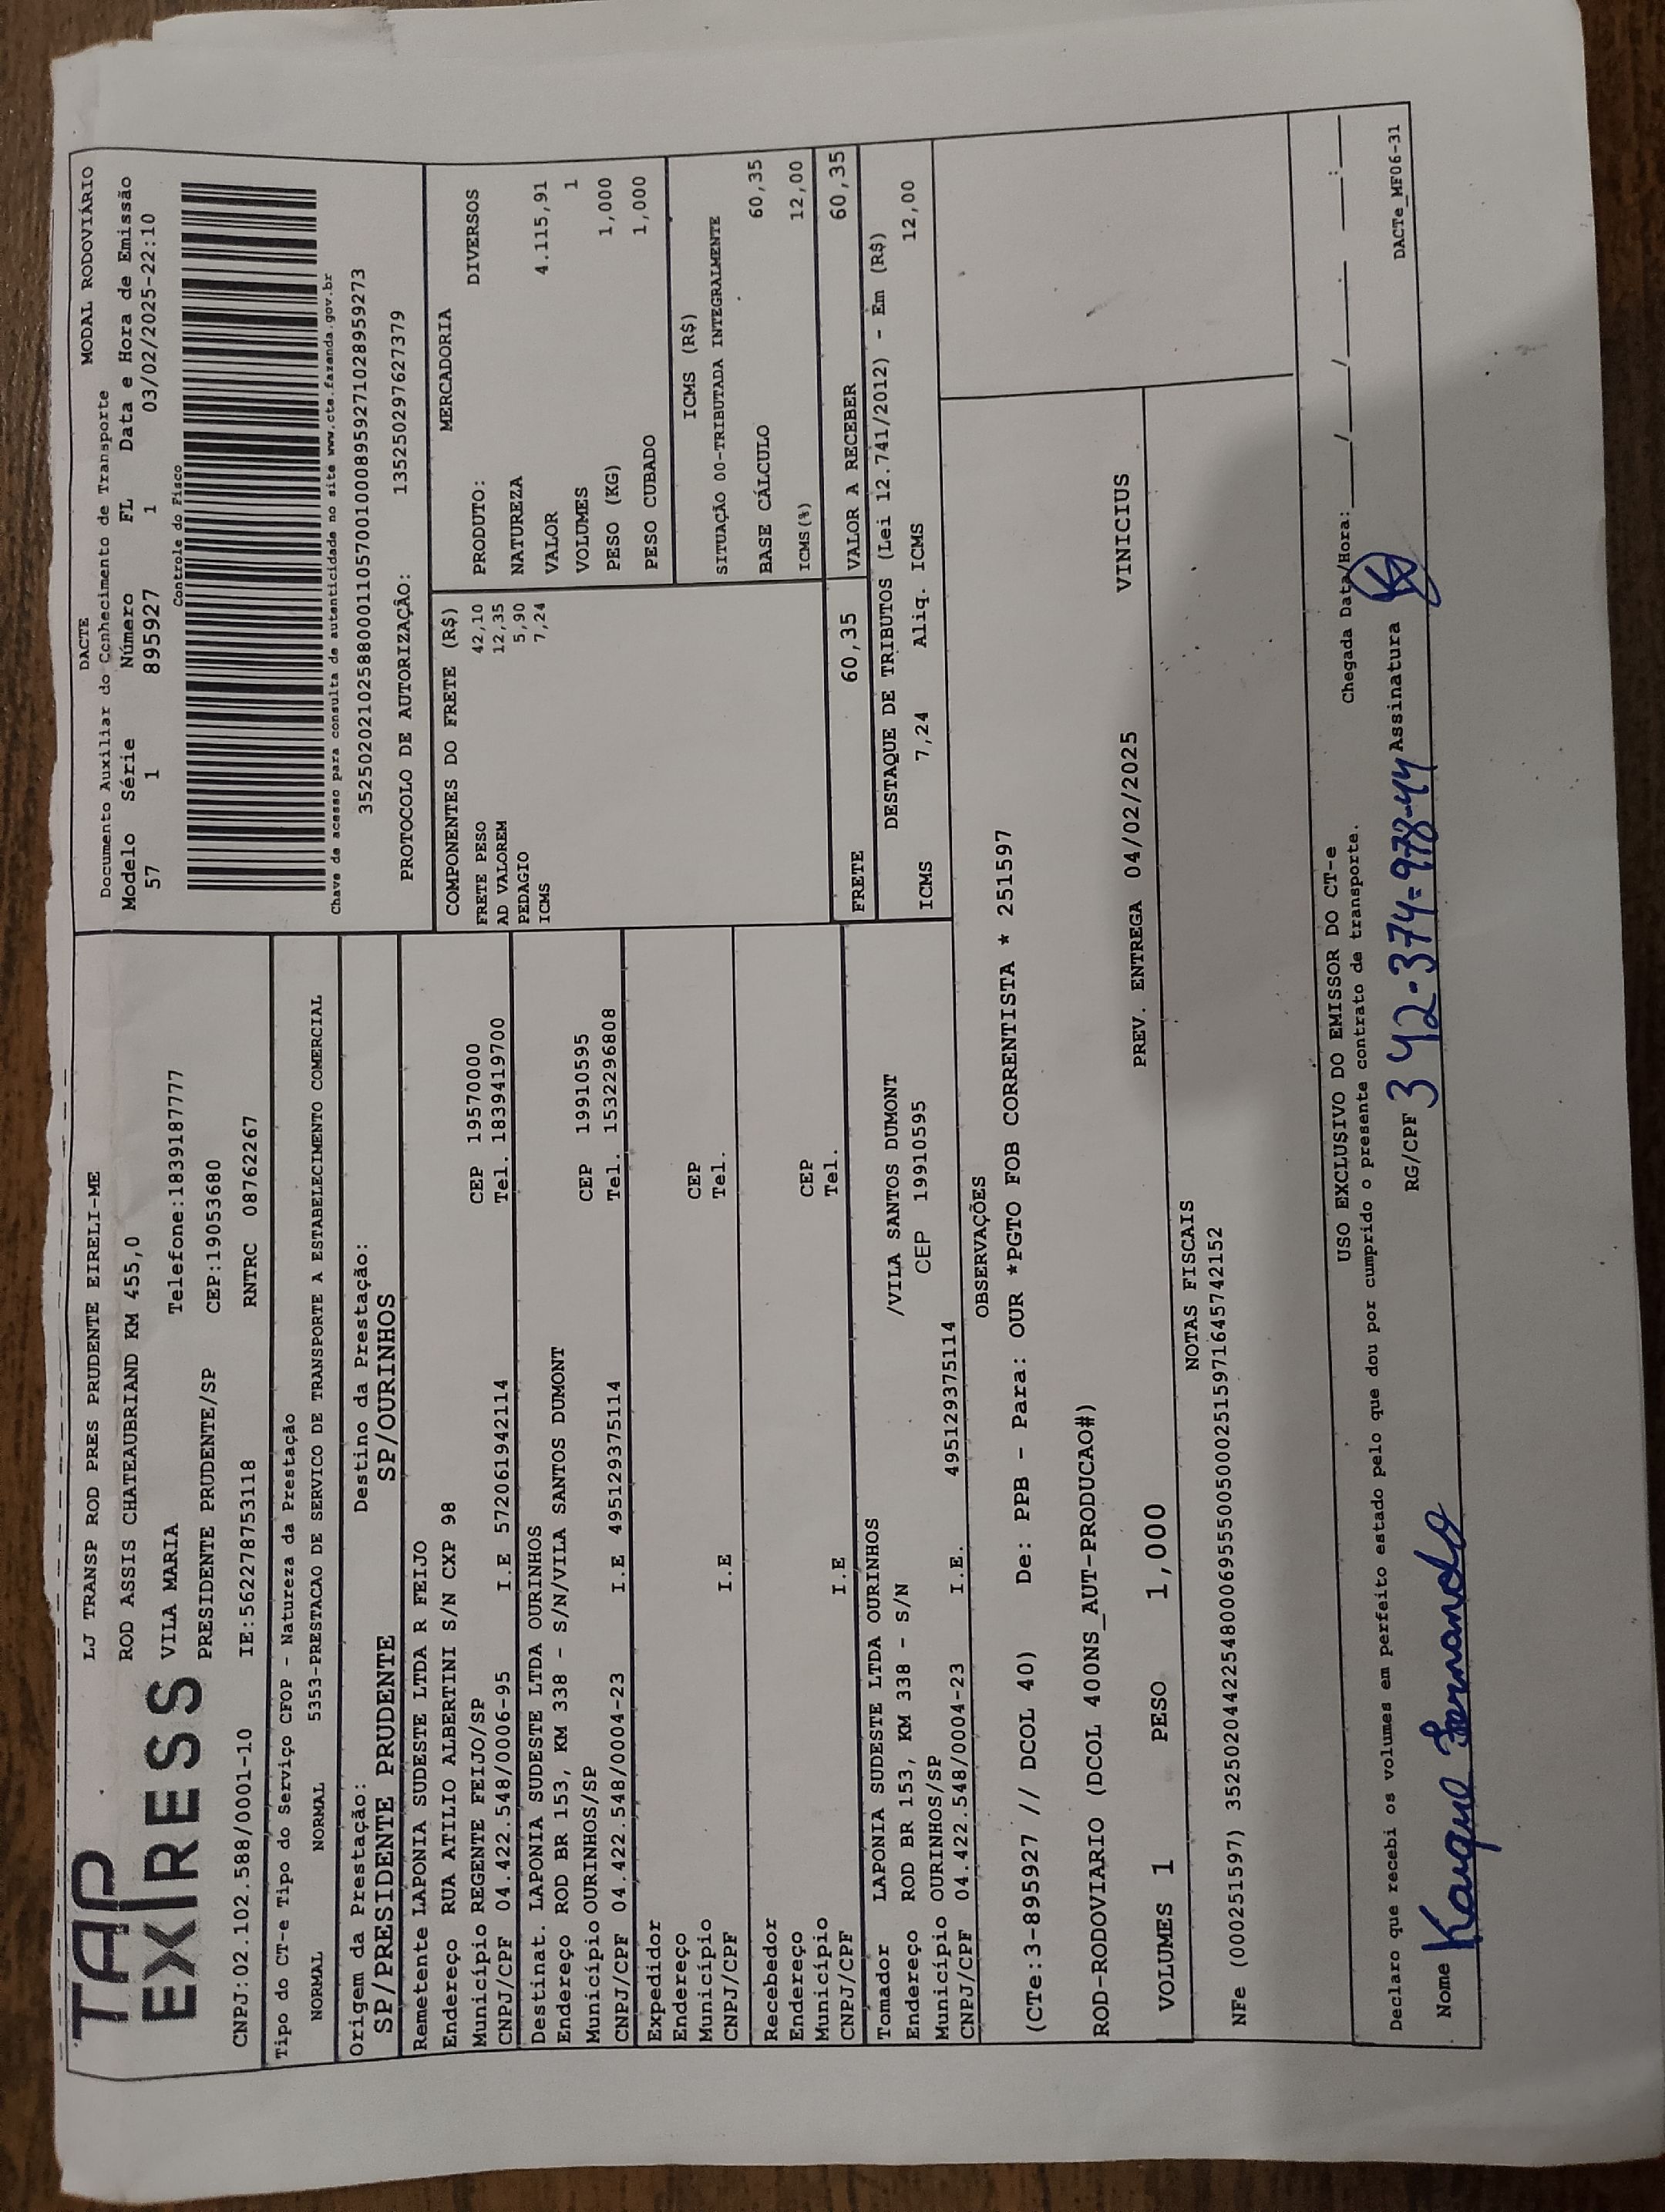 TAP
EXPRESS
LJ TRANSP ROD PRES PRUDENTE EIRELI-ME
ROD ASSIS CHATEAUBRIAND KM 455,0
VILA MARIA Telefone:1839187777
PRESIDENTE PRUDENTE/SP CEP:19053680
CNPJ:02.102.588/0001-10 IE:562278753118 RNTRC 08762267
DACTE MODAL RODOVIÁRIO
Documento Auxiliar do Conhecimento de Transporte
Modelo Série Número FL Data e Hora de Emissão
57 1 895927 1 03/02/2025-22:10
Controle do Fisco
Chave de acesso para consulta de autenticidade no site www.cte.fazenda.gov.br
35250202102588000110570010008959271028959273
PROTOCOLO DE AUTORIZAÇÃO: 135250297627379
Tipo do CT-e Tipo do Serviço CFOP - Natureza da Prestação
NORMAL NORMAL 5353-PRESTACAO DE SERVICO DE TRANSPORTE A ESTABELECIMENTO COMERCIAL
Origem da Prestação: Destino da Prestação:
SP/PRESIDENTE PRUDENTE SP/OURINHOS
Remetente LAPONIA SUDESTE LTDA R FEIJO
Endereço RUA ATILIO ALBERTINI S/N CXP 98
Município REGENTE FEIJO/SP CEP 19570000
CNPJ/CPF 04.422.548/0006-95 I.E 572061942114 Tel. 1839419700
Destinat. LAPONIA SUDESTE LTDA OURINHOS
Endereço ROD BR 153, KM 338 - S/N/VILA SANTOS DUMONT
Município OURINHOS/SP CEP 19910595
CNPJ/CPF 04.422.548/0004-23 I.E 495129375114 Tel. 1532296808
Expedidor
Endereço
Município CEP
CNPJ/CPF I.E Tel.
Recebedor
Endereço
Município CEP
CNPJ/CPF I.E Tel.
Tomador LAPONIA SUDESTE LTDA OURINHOS
Endereço ROD BR 153, KM 338 - S/N /VILA SANTOS DUMONT
Município OURINHOS/SP CEP 19910595
CNPJ/CPF 04.422.548/0004-23 I.E. 495129375114
COMPONENTES DO FRETE (R$)
FRETE PESO 42,10
AD VALOREM 12,35
PEDAGIO 5,90
ICMS 7,24
MERCADORIA
PRODUTO: DIVERSOS
NATUREZA
VALOR 4.115,91
VOLUMES 1
PESO (KG) 1,000
PESO CUBADO 1,000
ICMS (R$)
SITUAÇÃO 00-TRIBUTADA INTEGRALMENTE
BASE CÁLCULO 60,35
ICMS(%) 12,00
FRETE 60,35 VALOR A RECEBER 60,35
DESTAQUE DE TRIBUTOS (Lei 12.741/2012) - Em (R$)
ICMS 7,24 Aliq. ICMS 12,00
OBSERVAÇÕES
(CTe:3-895927 // DCOL 40) De: PPB - Para: OUR *PGTO FOB CORRENTISTA * 251597
ROD-RODOVIARIO (DCOL 400NS_AUT-PRODUCAO#)
VOLUMES 1 PESO 1,000 PREV. ENTREGA 04/02/2025 VINICIUS
NOTAS FISCAIS
NFe (000251597) 35250204422548000695550050002515971645742152
USO EXCLUSIVO DO EMISSOR DO CT-e
Declaro que recebi os volumes em perfeito estado pelo que dou por cumprido o presente contrato de transporte. Chegada Data/Hora:____/____/____. ___:___
Nome Kaique Fernando RG/CPF 342-374-978-44 Assinatura
DACTe_MF06-31